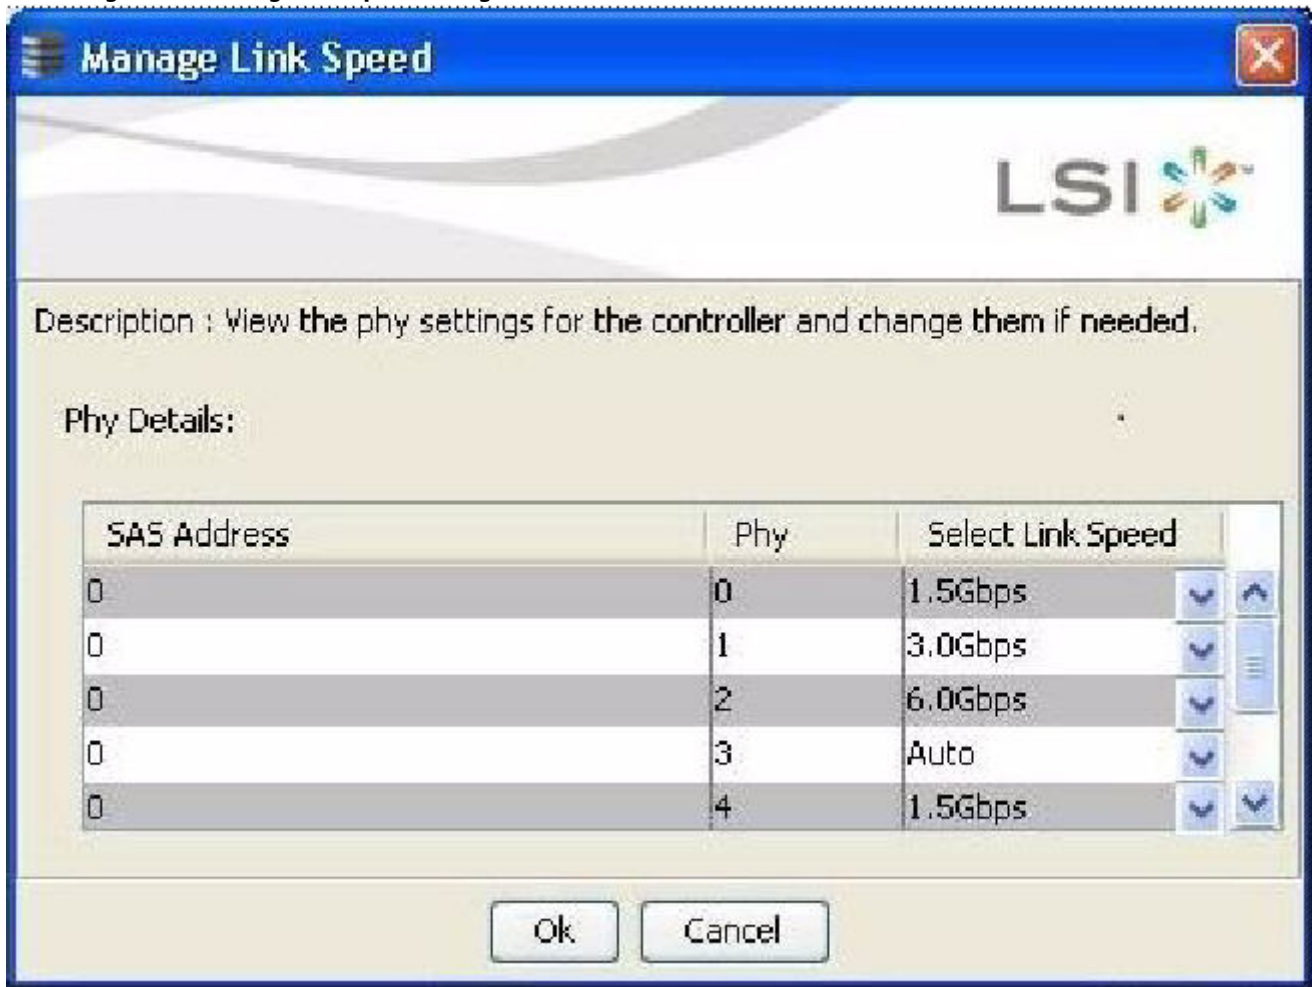 Manage Link Speed
LSI
Description : View the phy settings for the controller and change them if needed.
Phy Details:
SAS Address Phy Select Link Speed
0 0 1.5Gbps
0 1 3.0Gbps
0 2 6.0Gbps
0 3 Auto
0 4 1.5Gbps
Ok Cancel